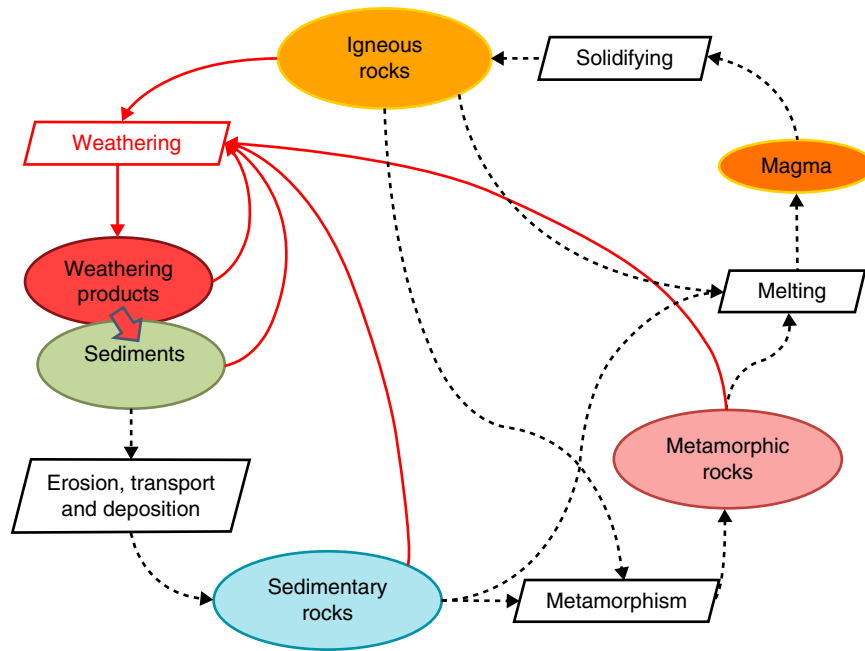 Igneous
rocks
Solidifying
Weathering
Magma
Weathering
products
Melting
Sediments
Metamorphic
rocks
Erosion, transport
and deposition
Sedimentary
rocks
Metamorphism